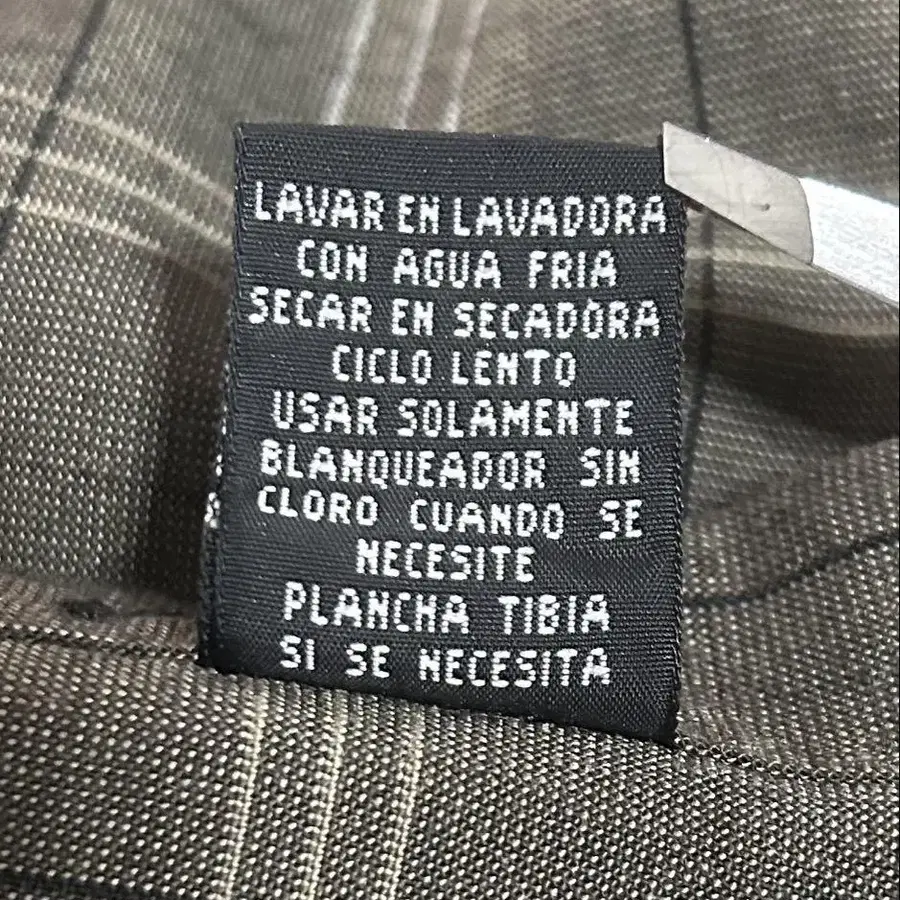 LAVAR EN LAVADORA
CON AGUA FRIA
SECAR EN SECADORA
CICLO LENTO
USAR SOLAMENTE
BLANQUEADOR SIN
CLORO CUANDO SE
NECESITE
PLANCHA TIBIA
SI SE NECESITA